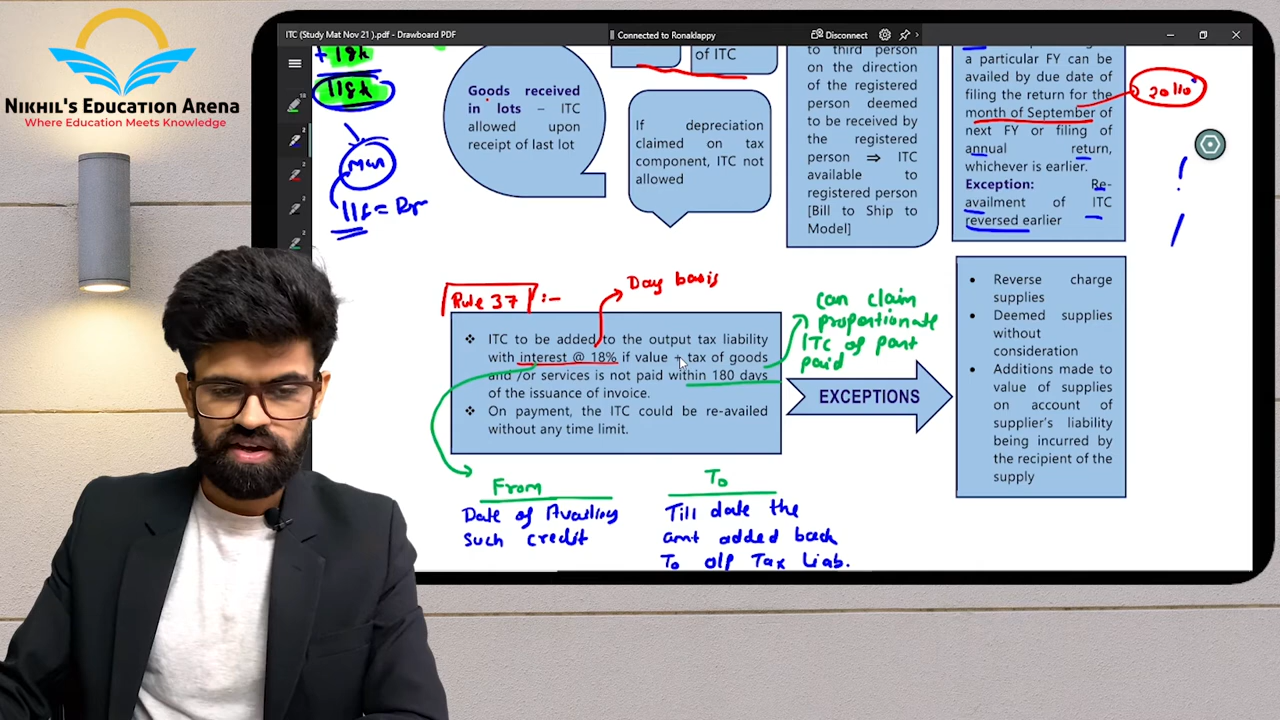 NIKHIL'S EDUCATION ARENA
Where Education Meets Knowledge
ITC (Study Mat Nov 21 ).pdf - Drawboard PDF
Connected to Ronaklappy
Disconnect
+ 18k
118k
Man
Goods received
in lots – ITC
allowed upon
receipt of last lot
of ITC
If depreciation
claimed on tax
component, ITC not
allowed
to third person
on the direction
of the registered
person deemed
to be received by
the registered
person ⇒ ITC
available to
registered person
[Bill to Ship to
Model]
a particular FY can be
availed by due date of
filing the return for the
month of September of
next FY or filing of
annual return,
whichever is earlier.
Exception: Re-
availment of ITC
reversed earlier
20/10
Rule 37 :-
Day basis
❖ ITC to be added to the output tax liability
with interest @ 18% if value + tax of goods
and /or services is not paid within 180 days
of the issuance of invoice.
❖ On payment, the ITC could be re-availed
without any time limit.
can claim
proportionate
ITC of part
paid
EXCEPTIONS
• Reverse charge
supplies
• Deemed supplies
without
consideration
• Additions made to
value of supplies
on account of
supplier's liability
being incurred by
the recipient of the
supply
From
Date of Availing
such credit
To
Till date the
amt added back
To o/p Tax Liab.